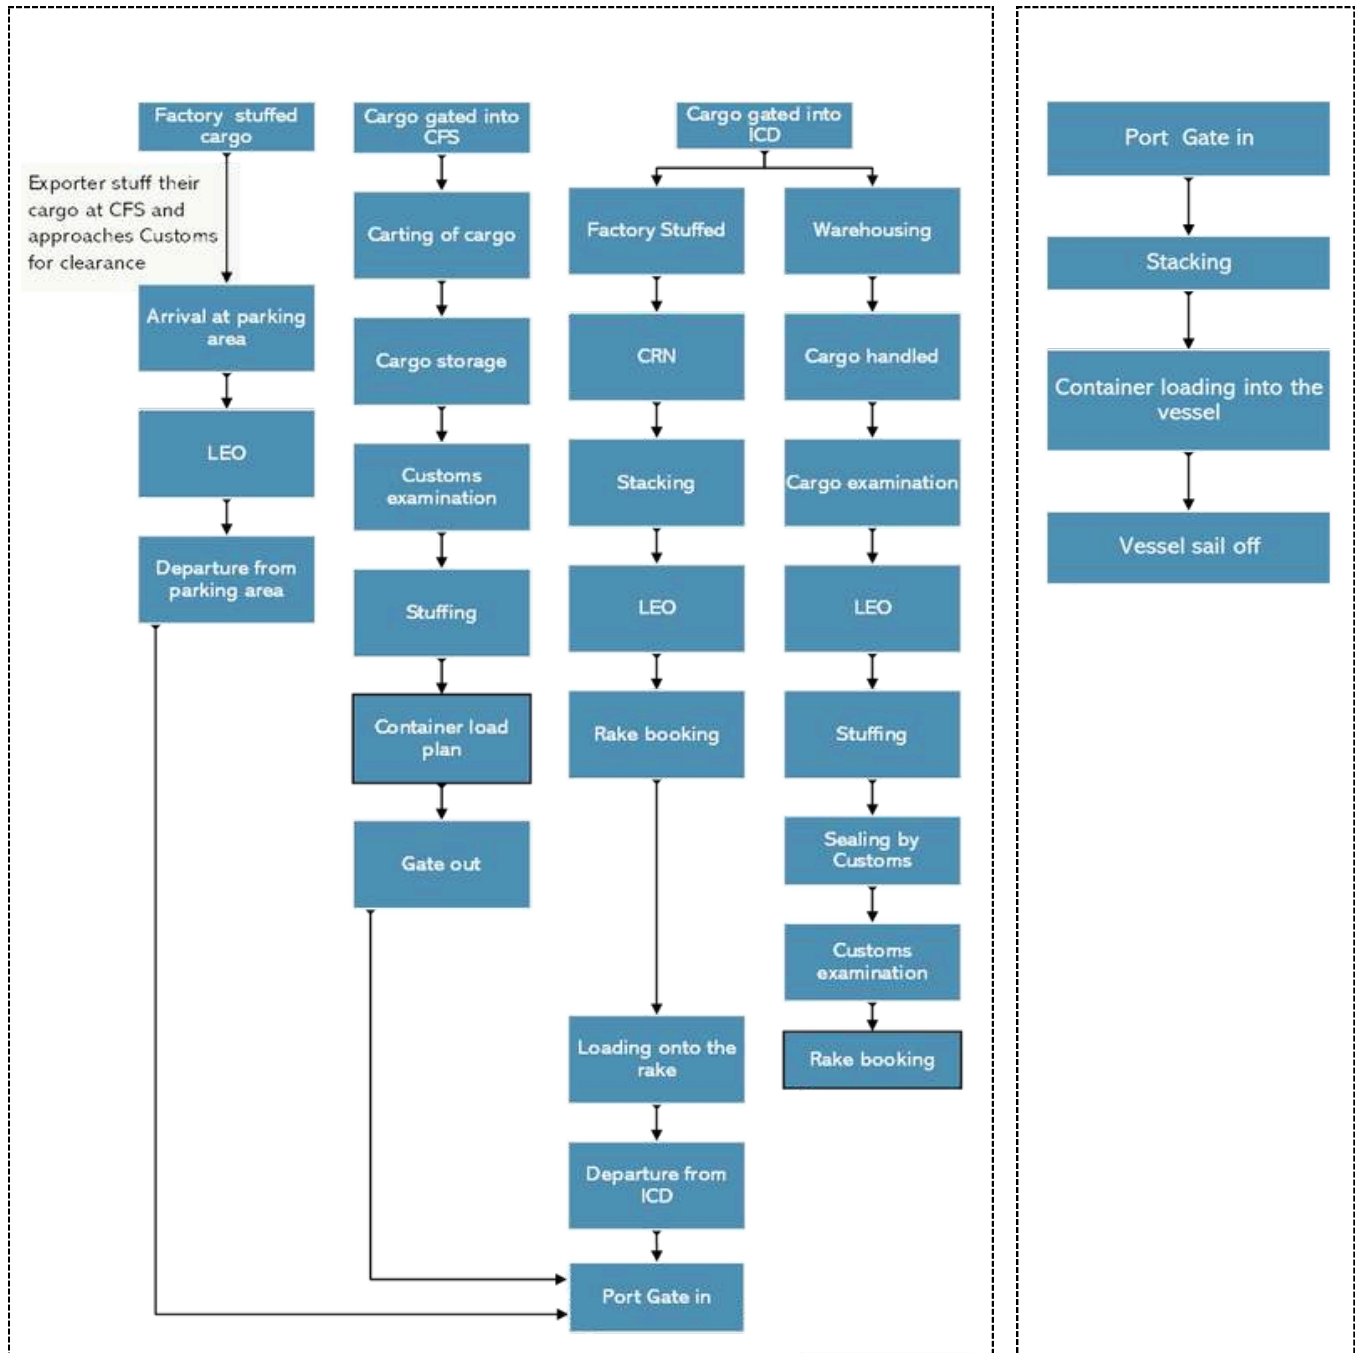 Factory stuffed
cargo
Exporter stuff their
cargo at CFS and
approaches Customs
for clearance
Arrival at parking
area
LEO
Departure from
parking area
Cargo gated into
CFS
Carting of cargo
Cargo storage
Customs
examination
Stuffing
Container load
plan
Gate out
Cargo gated into
ICD
Factory Stuffed
CRN
Stacking
LEO
Rake booking
Loading onto the
rake
Departure from
ICD
Port Gate in
Warehousing
Cargo handled
Cargo examination
LEO
Stuffing
Sealing by
Customs
Customs
examination
Rake booking
Port Gate in
Stacking
Container loading into the
vessel
Vessel sail off